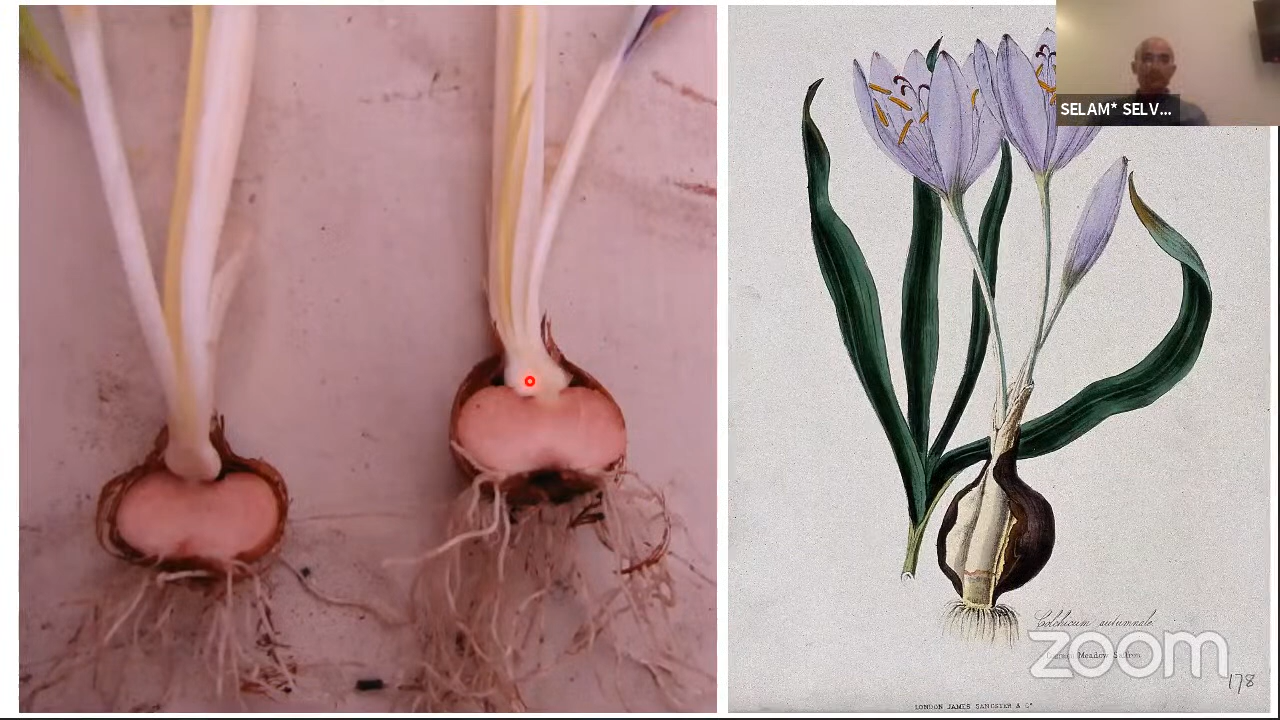 SELAM* SELV...
Colchicum autumnale.
Meadow Saffron
zoom
178
LONDON JAMES SANGSTER & Cº